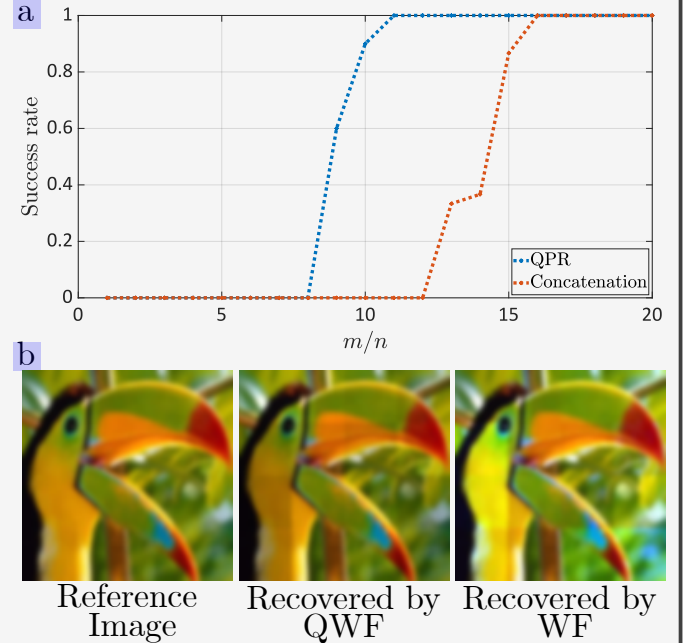 a
1
0.8
0.6
0.4
0.2
0
Success rate
QPR
Concatenation
0 5 10 15 20
m/n
b
Reference Recovered by Recovered by
Image QWF WF